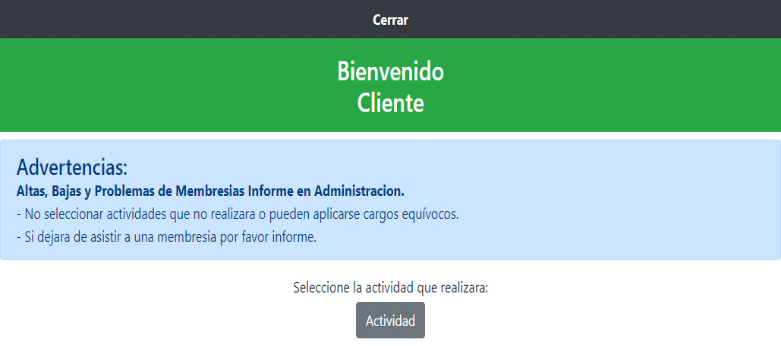 Cerrar
Bienvenido
Cliente
Advertencias:
Altas, Bajas y Problemas de Membresias Informe en Administracion.
- No seleccionar actividades que no realizara o pueden aplicarse cargos equívocos.
- Si dejara de asistir a una membresia por favor informe.
Seleccione la actividad que realizara:
Actividad